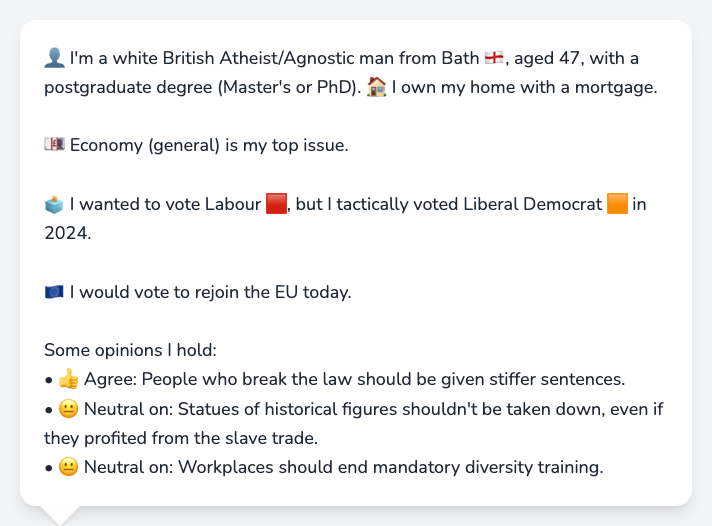 👤 I'm a white British Atheist/Agnostic man from Bath 🏴󠁧󠁢󠁥󠁮󠁧󠁿, aged 47, with a
postgraduate degree (Master's or PhD). 🏠 I own my home with a mortgage.
💷 Economy (general) is my top issue.
🗳️ I wanted to vote Labour 🟥, but I tactically voted Liberal Democrat 🟧 in
2024.
🇪🇺 I would vote to rejoin the EU today.
Some opinions I hold:
• 👍 Agree: People who break the law should be given stiffer sentences.
• 😐 Neutral on: Statues of historical figures shouldn't be taken down, even if
they profited from the slave trade.
• 😐 Neutral on: Workplaces should end mandatory diversity training.